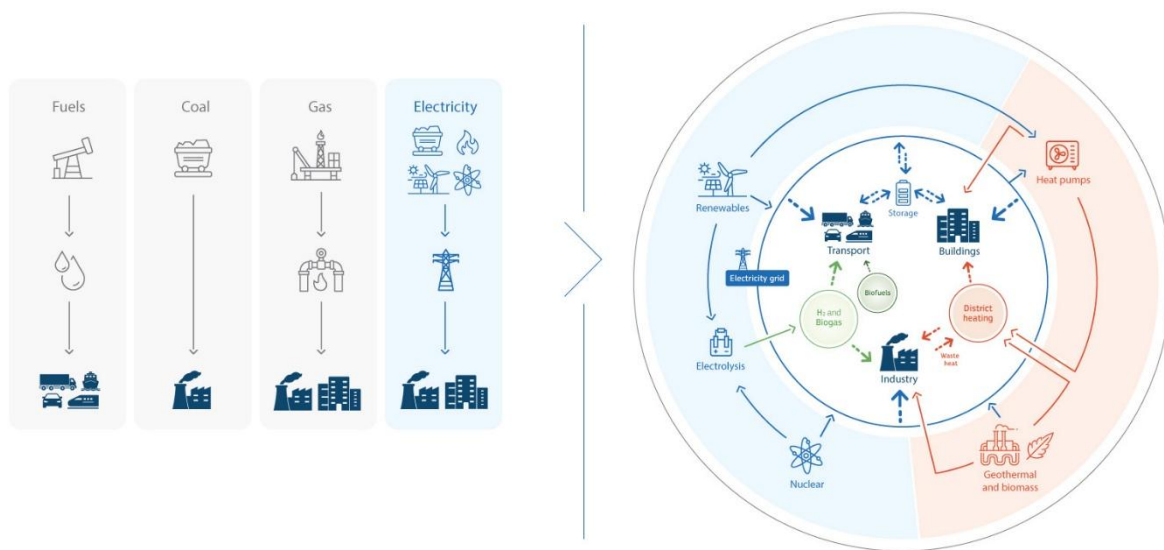 Fuels
Coal
Gas
Electricity
Renewables
Heat pumps
Storage
Transport
Buildings
Electricity grid
Biofuels
H₂ and
Biogas
District
heating
Electrolysis
Waste
heat
Industry
Nuclear
Geothermal
and biomass